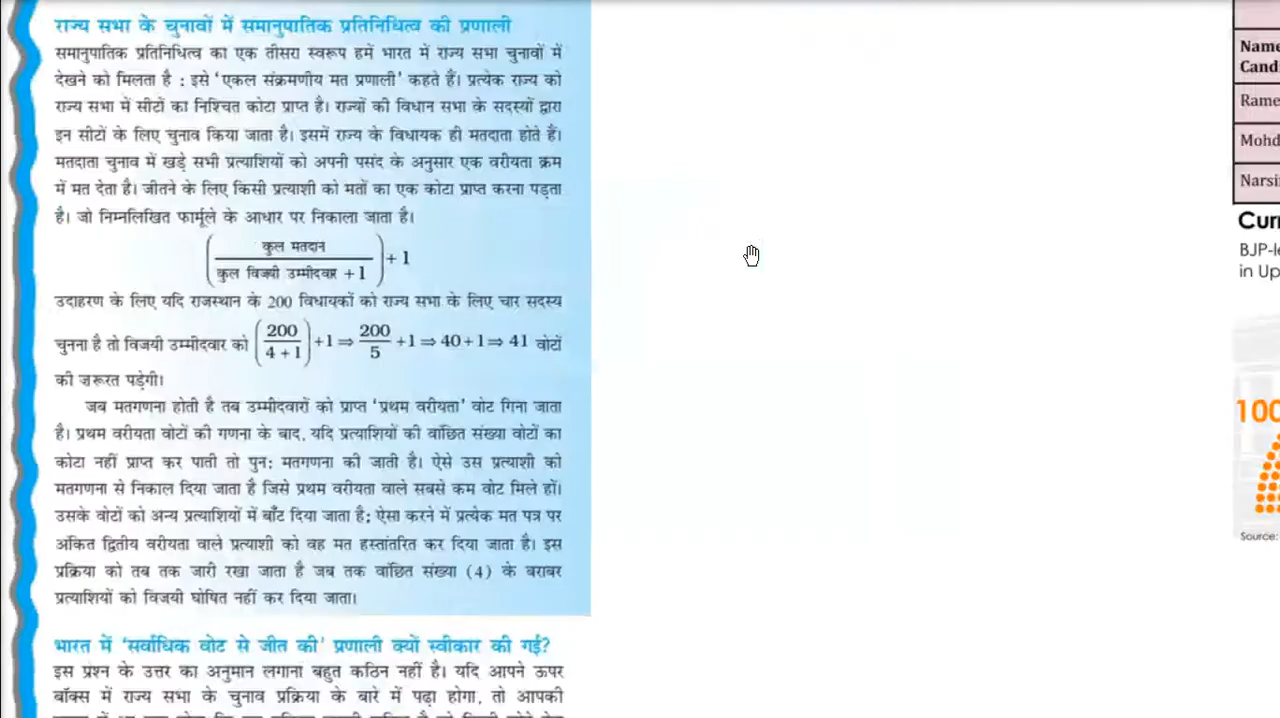 राज्य सभा के चुनावों में समानुपातिक प्रतिनिधित्व की प्रणाली
समानुपातिक प्रतिनिधित्व का एक तीसरा स्वरूप हमें भारत में राज्य सभा चुनावों में
देखने को मिलता है : इसे 'एकल संक्रमणीय मत प्रणाली' कहते हैं। प्रत्येक राज्य को
राज्य सभा में सीटों का निश्चित कोटा प्राप्त है। राज्यों की विधान सभा के सदस्यों द्वारा
इन सीटों के लिए चुनाव किया जाता है। इसमें राज्य के विधायक ही मतदाता होते हैं।
मतदाता चुनाव में खड़े सभी प्रत्याशियों को अपनी पसंद के अनुसार एक वरीयता क्रम
में मत देता है। जीतने के लिए किसी प्रत्याशी को मतों का एक कोटा प्राप्त करना पड़ता
है। जो निम्नलिखित फार्मूले के आधार पर निकाला जाता है।
(कुल मतदान / कुल विजयी उम्मीदवार +1) + 1
उदाहरण के लिए यदि राजस्थान के 200 विधायकों को राज्य सभा के लिए चार सदस्य
चुनना है तो विजयी उम्मीदवार को (200 / 4 + 1) +1 ⇒ 200 / 5 +1 ⇒ 40 +1 ⇒ 41 वोटों
की ज़रूरत पड़ेगी।
जब मतगणना होती है तब उम्मीदवारों को प्राप्त 'प्रथम वरीयता' वोट गिना जाता
है। प्रथम वरीयता वोटों की गणना के बाद, यदि प्रत्याशियों की वांछित संख्या वोटों का
कोटा नहीं प्राप्त कर पाती तो पुन: मतगणना की जाती है। ऐसे उस प्रत्याशी को
मतगणना से निकाल दिया जाता है जिसे प्रथम वरीयता वाले सबसे कम वोट मिले हों।
उसके वोटों को अन्य प्रत्याशियों में बाँट दिया जाता है; ऐसा करने में प्रत्येक मत पत्र पर
अंकित द्वितीय वरीयता वाले प्रत्याशी को वह मत हस्तांतरित कर दिया जाता है। इस
प्रक्रिया को तब तक जारी रखा जाता है जब तक वांछित संख्या (4) के बराबर
प्रत्याशियों को विजयी घोषित नहीं कर दिया जाता।
भारत में 'सर्वाधिक वोट से जीत की' प्रणाली क्यों स्वीकार की गई?
इस प्रश्न के उत्तर का अनुमान लगाना बहुत कठिन नहीं है। यदि आपने ऊपर
बॉक्स में राज्य सभा के चुनाव प्रक्रिया के बारे में पढ़ा होगा, तो आपको
Name
Candi
Rame
Mohd
Narsi
Curr
BJP-le
in Up
100
Source: